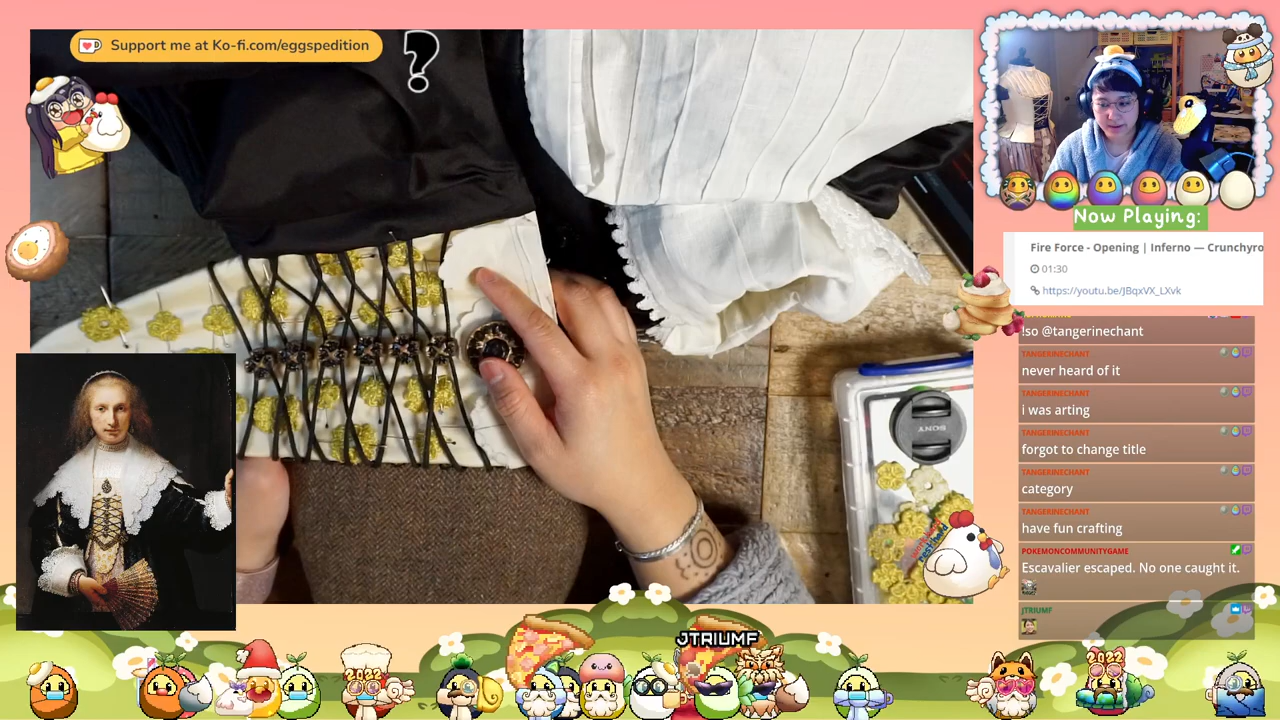 Support me at Ko-fi.com/eggspedition
?
Now Playing:
Fire Force - Opening | Inferno — Crunchyro
01:30
https://youtu.be/JBqxVX_LXvk
!so @tangerinechant
TANGERINECHANT
never heard of it
TANGERINECHANT
i was arting
TANGERINECHANT
forgot to change title
TANGERINECHANT
category
TANGERINECHANT
have fun crafting
POKEMONCOMMUNITYGAME
Escavalier escaped. No one caught it.
JTRIUMF
SONY
JTRIUMF
2022
2022